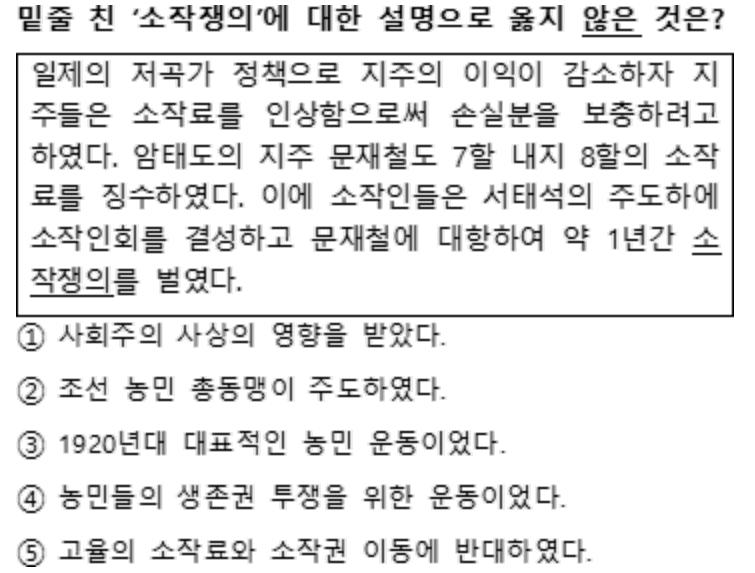 밑줄 친 ‘소작쟁의’에 대한 설명으로 옳지 않은 것은?
일제의 저곡가 정책으로 지주의 이익이 감소하자 지
주들은 소작료를 인상함으로써 손실분을 보충하려고
하였다. 암태도의 지주 문재철도 7할 내지 8할의 소작
료를 징수하였다. 이에 소작인들은 서태석의 주도하에
소작인회를 결성하고 문재철에 대항하여 약 1년간 소
작쟁의를 벌였다.
① 사회주의 사상의 영향을 받았다.
② 조선 농민 총동맹이 주도하였다.
③ 1920년대 대표적인 농민 운동이었다.
④ 농민들의 생존권 투쟁을 위한 운동이었다.
⑤ 고율의 소작료와 소작권 이동에 반대하였다.